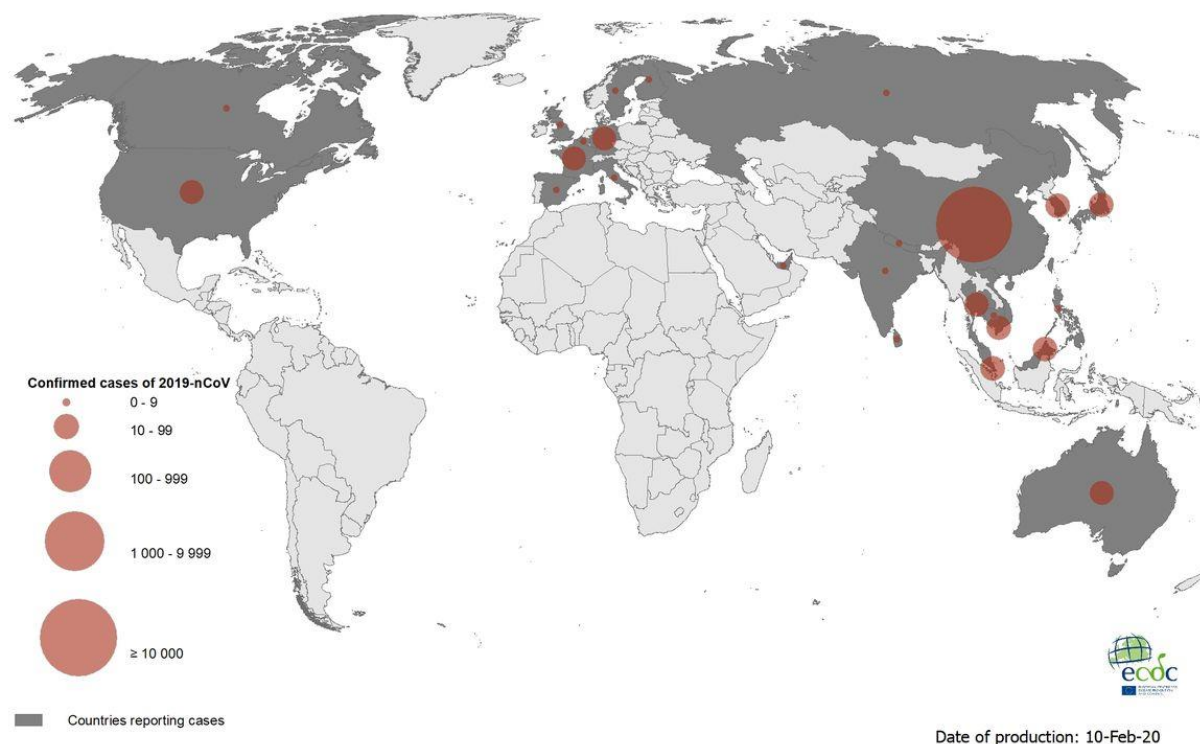 Confirmed cases of 2019-nCoV
0 - 9
10 - 99
100 - 999
1 000 - 9 999
≥ 10 000
Countries reporting cases
ecdc
Date of production: 10-Feb-20